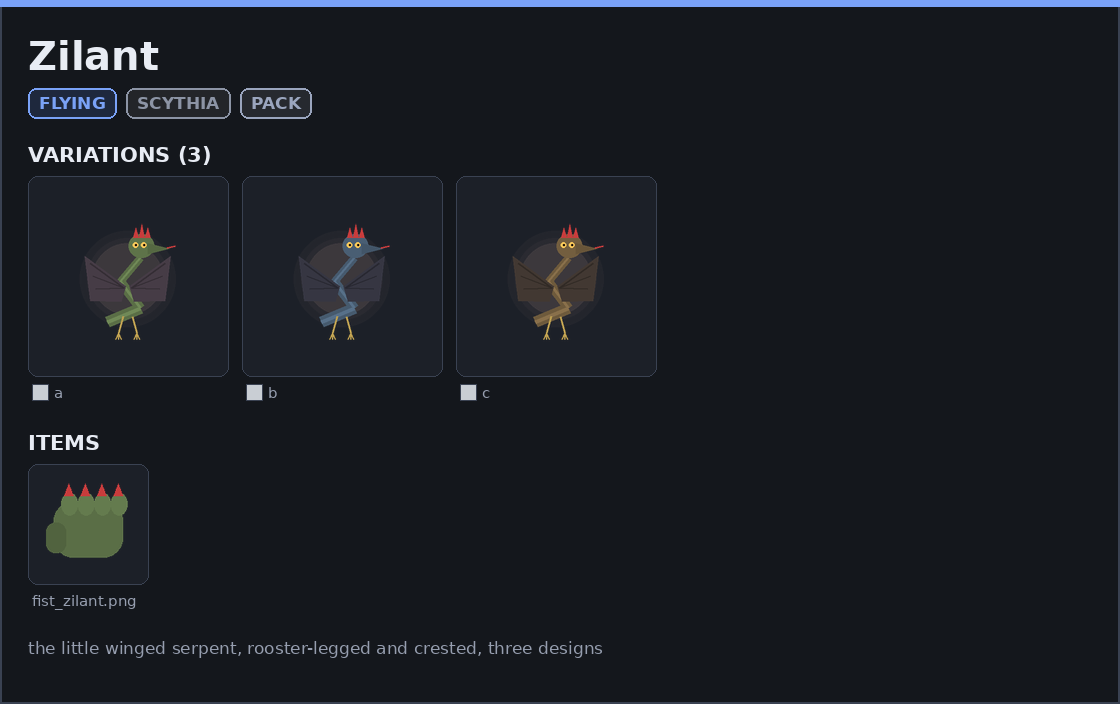 Zilant
FLYING SCYTHIA PACK
VARIATIONS (3)
a b c
ITEMS
fist_zilant.png
the little winged serpent, rooster-legged and crested, three designs